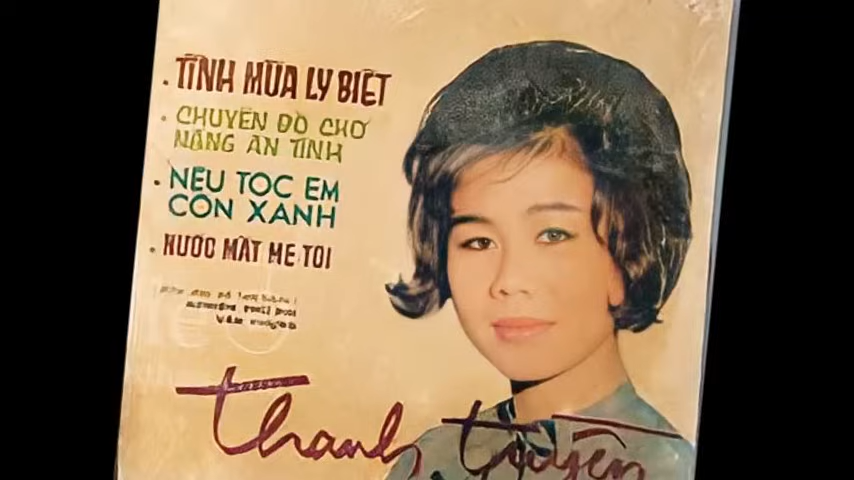 . TÌNH MÙA LY BIỆT
. CHUYẾN ĐÒ CHỞ
NẶNG ÂN TÌNH
. NẾU TÓC EM
CÒN XANH
. NƯỚC MẮT MẸ TÔI
Thanh Tuyền